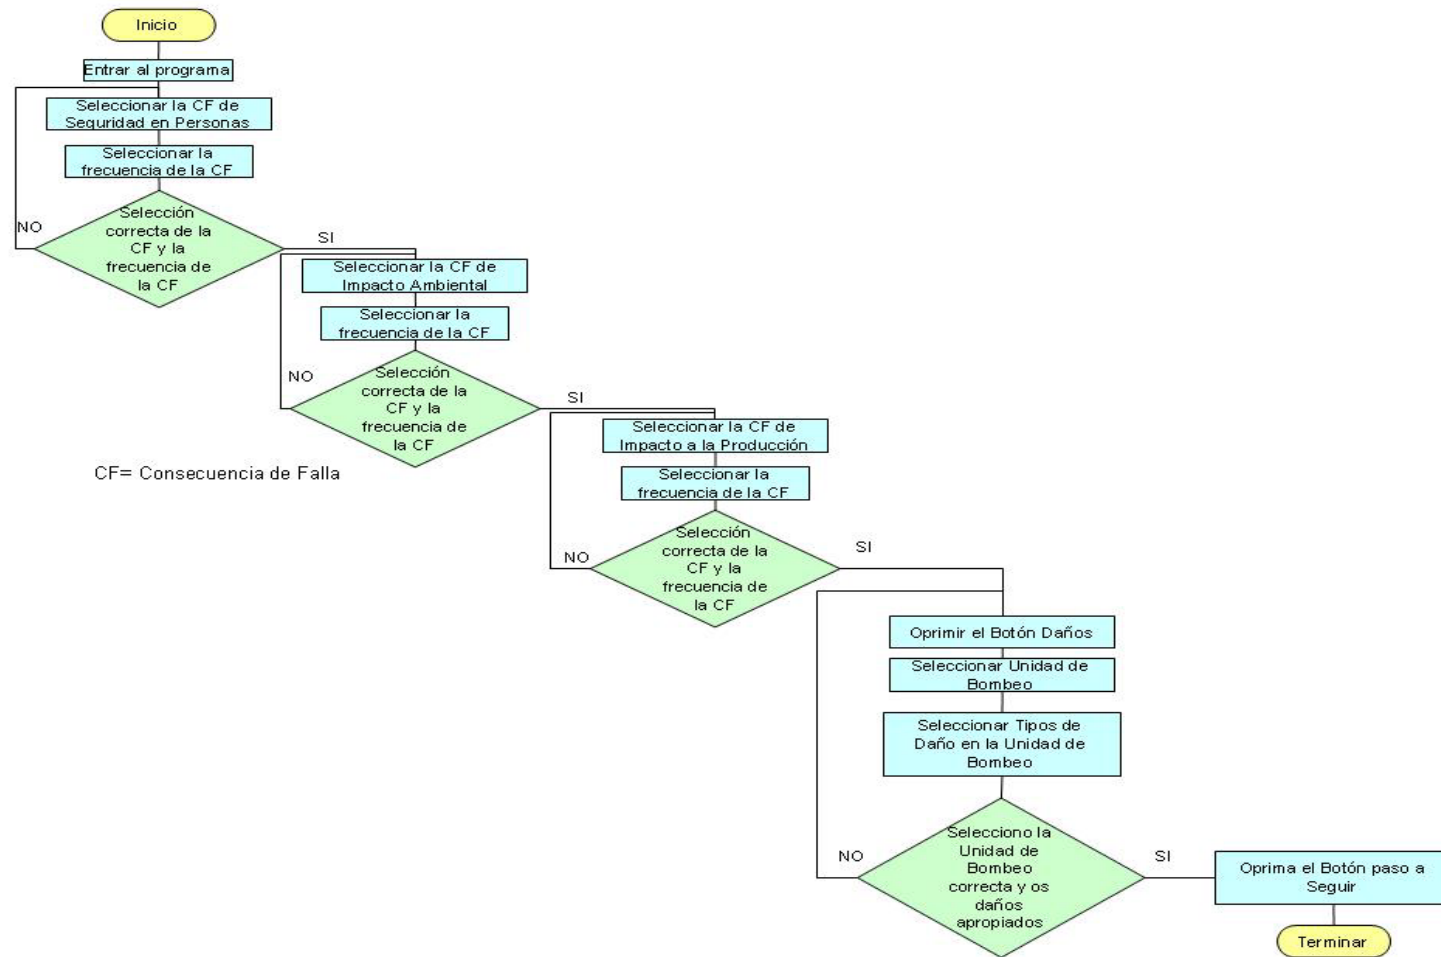 Inicio
Entrar al programa
Seleccionar la CF de
Seguridad en Personas
Seleccionar la
frecuencia de la CF
Selección
correcta de la
CF y la
frecuencia de
la CF
NO
SI
Seleccionar la CF de
Impacto Ambiental
Seleccionar la
frecuencia de la CF
Selección
correcta de la
CF y la
frecuencia de
la CF
NO
SI
CF= Consecuencia de Falla
Seleccionar la CF de
Impacto a la Producción
Seleccionar la
frecuencia de la CF
Selección
correcta de la
CF y la
frecuencia de
la CF
NO
SI
Oprimir el Botón Daños
Seleccionar Unidad de
Bombeo
Seleccionar Tipos de
Daño en la Unidad de
Bombeo
Selecciono la
Unidad de
Bombeo
correcta y os
daños
apropiados
NO
SI
Oprima el Botón paso a
Seguir
Terminar